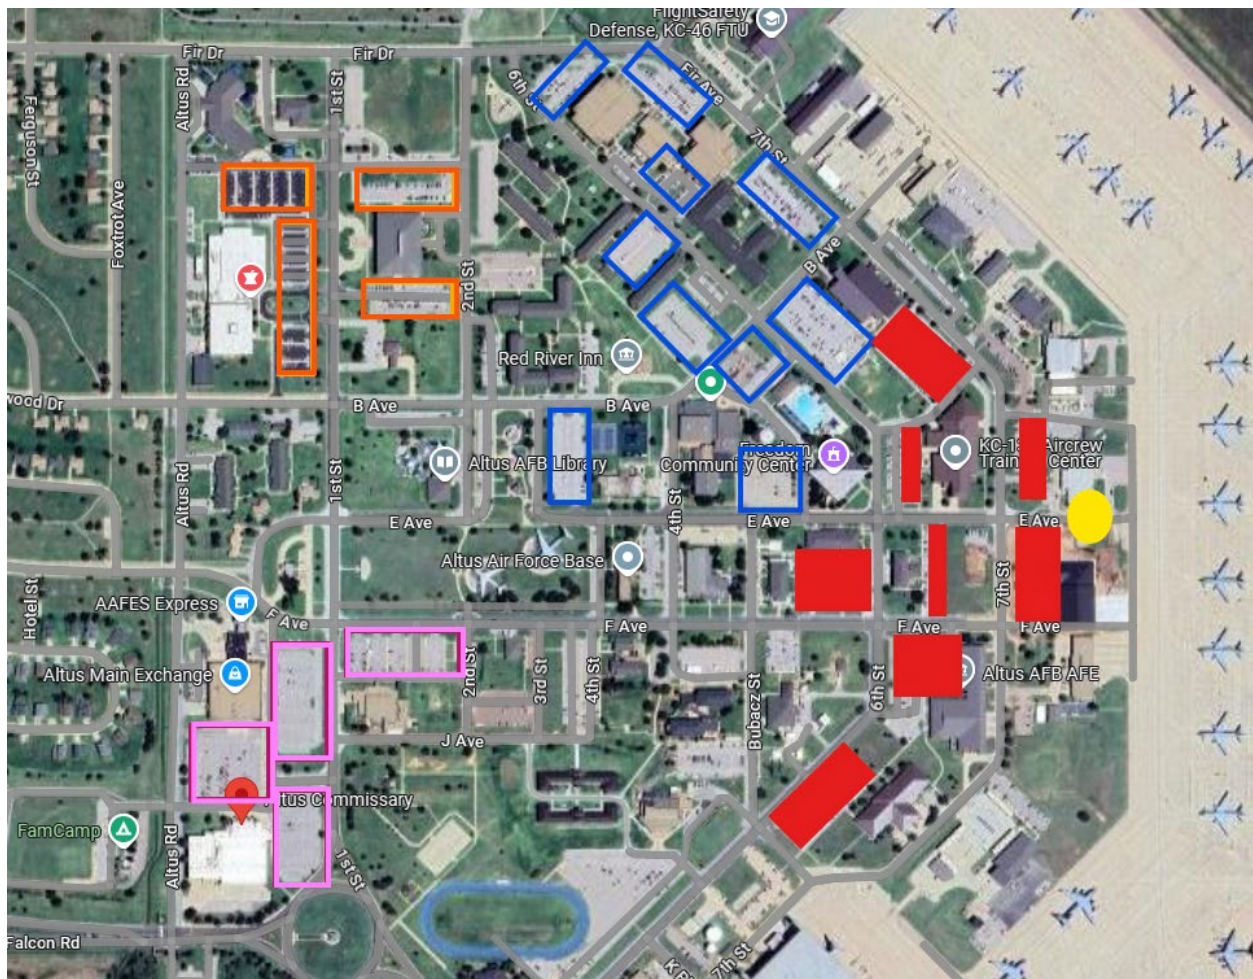 FlightSafety
Defense, KC-46 FTU
Fir Dr
Fir Dr
6th St
Fir Ave
Altus Rd
1st St
Ferguson St
7th St
Foxtrot Ave
B Ave
2nd St
Red River Inn
wood Dr
B Ave
B Ave
Freedom
Community Center
KC-13 Aircrew
Training Center
Altus AFB Library
Altus Rd
1st St
4th St
E Ave
E Ave
E Ave
Altus Air Force Base
7th St
Hotel St
AAFES Express
F Ave
F Ave
F Ave
F Ave
Altus Main Exchange
2nd St
3rd St
4th St
Bubacz St
6th St
Altus AFB AFE
J Ave
Altus Commissary
FamCamp
Altus Rd
1st St
Falcon Rd
7th St